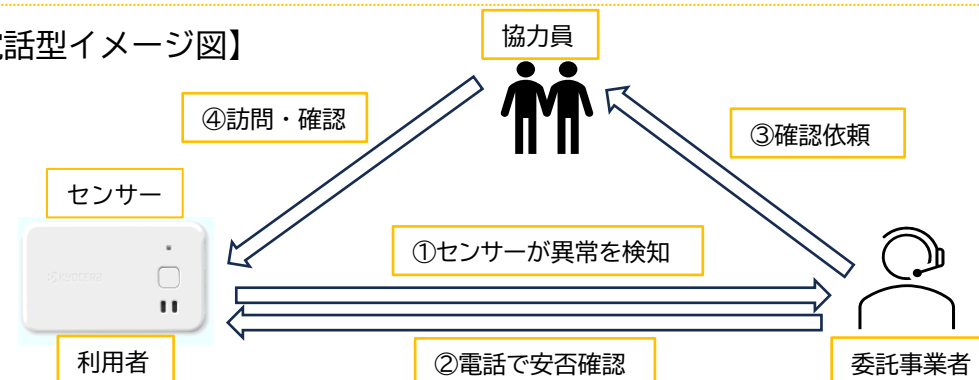 話型イメージ図】
協力員
④訪問・確認
③確認依頼
センサー
①センサーが異常を検知
KYOCERA
利用者
②電話で安否確認
委託事業者